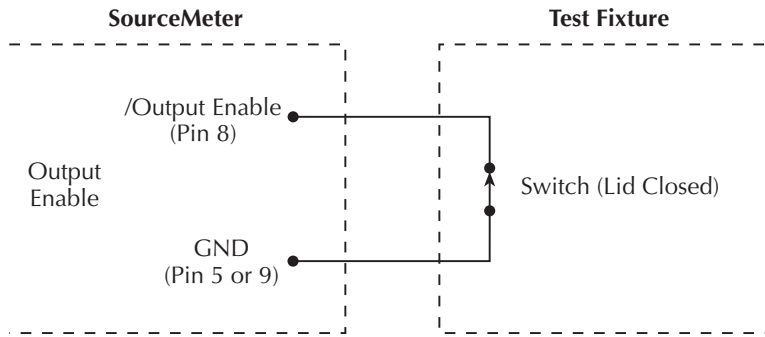 SourceMeter
Test Fixture
/Output Enable
(Pin 8)
Output
Enable
Switch (Lid Closed)
GND
(Pin 5 or 9)